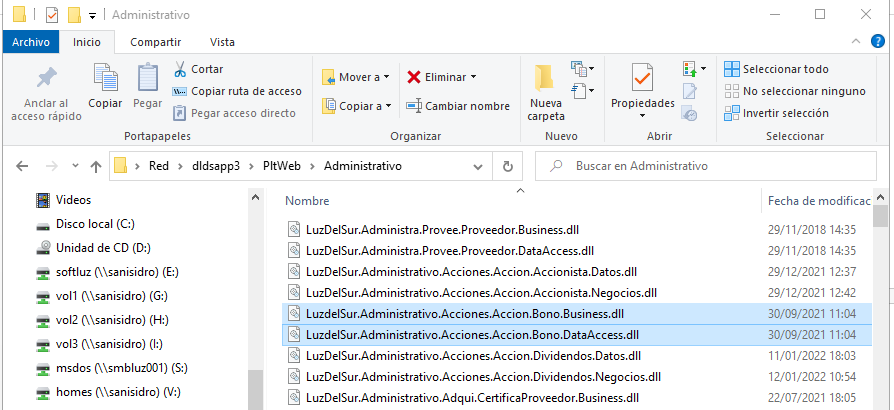 Administrativo
Archivo Inicio Compartir Vista
Anclar al acceso rápido
Copiar
Pegar
Cortar
Copiar ruta de acceso
Pegar acceso directo
Portapapeles
Mover a
Copiar a
Eliminar
Cambiar nombre
Organizar
Nueva carpeta
Nuevo
Propiedades
Abrir
Seleccionar todo
No seleccionar ninguno
Invertir selección
Seleccionar
Red > dldsapp3 > PltWeb > Administrativo
Buscar en Administrativo
Videos
Disco local (C:)
Unidad de CD (D:)
softluz (\\sanisidro) (E:)
vol1 (\\sanisidro) (G:)
vol2 (\\sanisidro) (H:)
vol3 (\\sanisidro) (I:)
msdos (\\smbluz001) (S:)
homes (\\sanisidro) (V:)
Nombre Fecha de modificac
LuzDelSur.Administra.Provee.Proveedor.Business.dll 29/11/2018 14:35
LuzDelSur.Administra.Provee.Proveedor.DataAccess.dll 29/11/2018 14:35
LuzDelSur.Administrativo.Acciones.Accion.Accionista.Datos.dll 29/12/2021 12:37
LuzDelSur.Administrativo.Acciones.Accion.Accionista.Negocios.dll 29/12/2021 12:42
LuzdelSur.Administrativo.Acciones.Accion.Bono.Business.dll 30/09/2021 11:04
LuzdelSur.Administrativo.Acciones.Accion.Bono.DataAccess.dll 30/09/2021 11:04
LuzDelSur.Administrativo.Acciones.Accion.Dividendos.Datos.dll 11/01/2022 18:03
LuzDelSur.Administrativo.Acciones.Accion.Dividendos.Negocios.dll 12/01/2022 10:54
LuzDelSur.Administrativo.Adqui.CertificaProveedor.Business.dll 22/07/2021 18:05